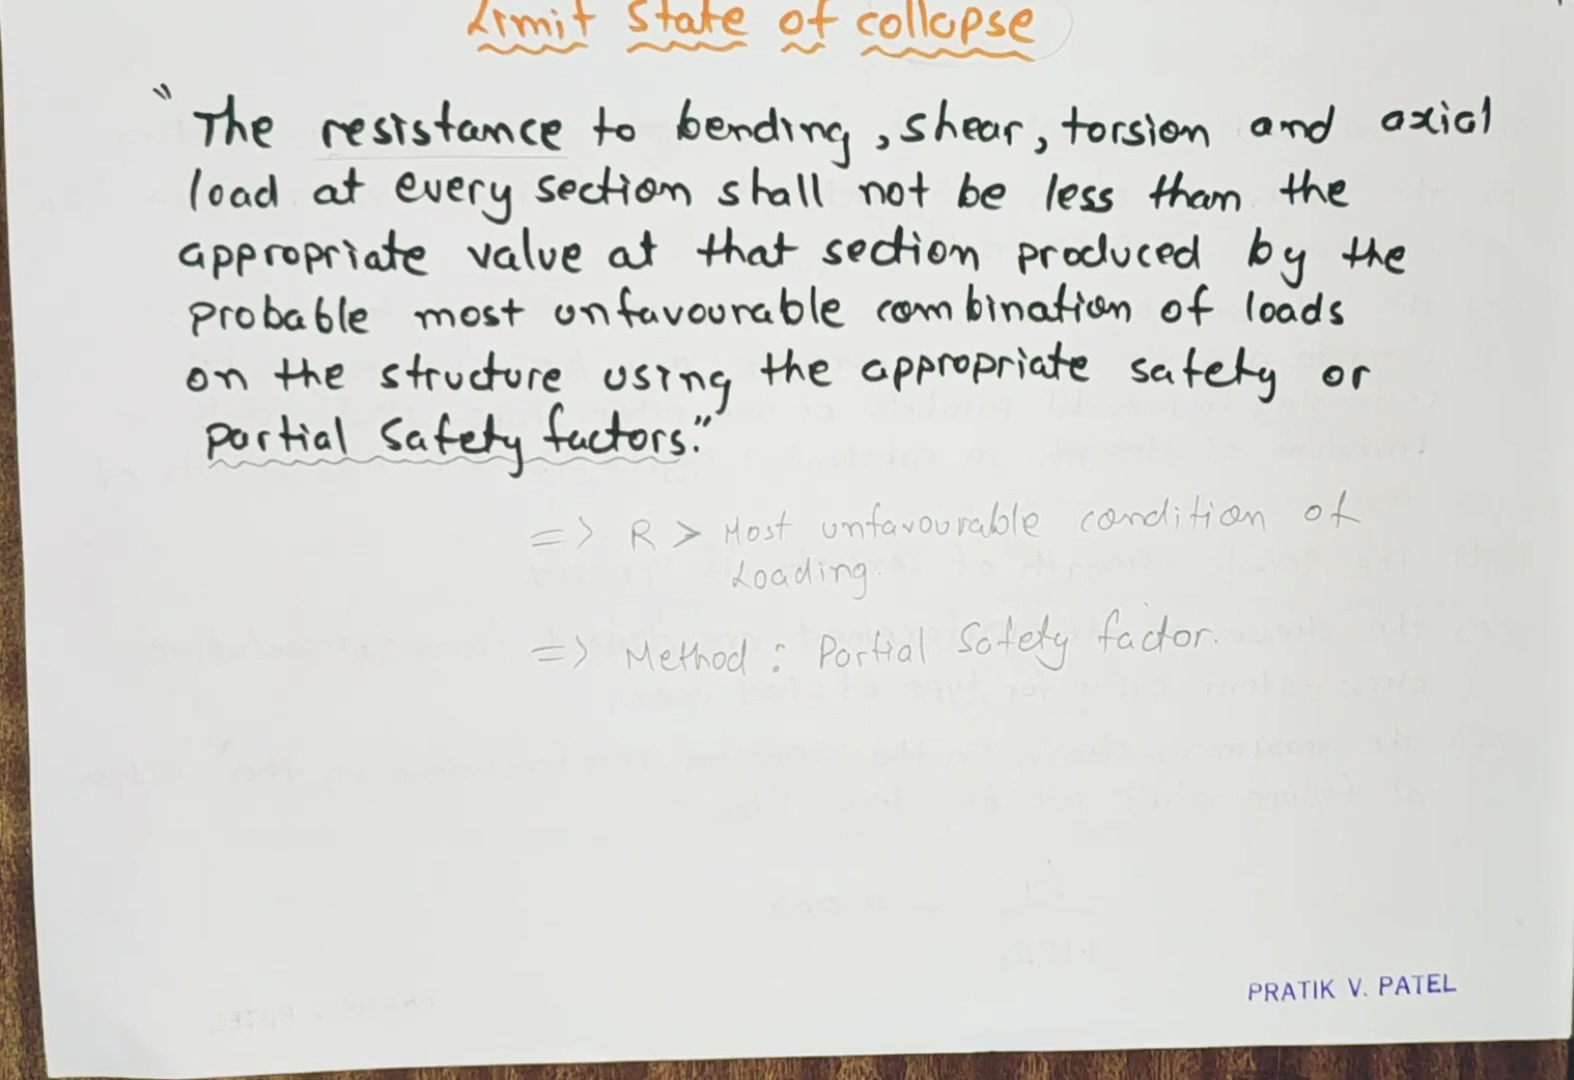 Limit State of collapse
"The resistance to bending, shear, torsion and axial
load at every section shall not be less than the
appropriate value at that section produced by the
probable most unfavourable combination of loads
on the structure using the appropriate safety or
partial safety factors."
=> R > Most unfavourable condition of
Loading.
=> Method : Partial Safety factor.
PRATIK V. PATEL